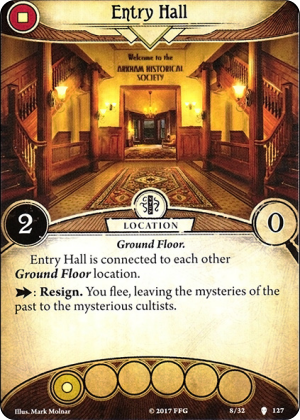 Entry Hall
Welcome to the
ARKHAM HISTORICAL
SOCIETY
2
LOCATION
0
Ground Floor.
Entry Hall is connected to each other
Ground Floor location.
: Resign. You flee, leaving the mysteries of the
past to the mysterious cultists.
Illus. Mark Molnar
© 2017 FFG
8/32
127